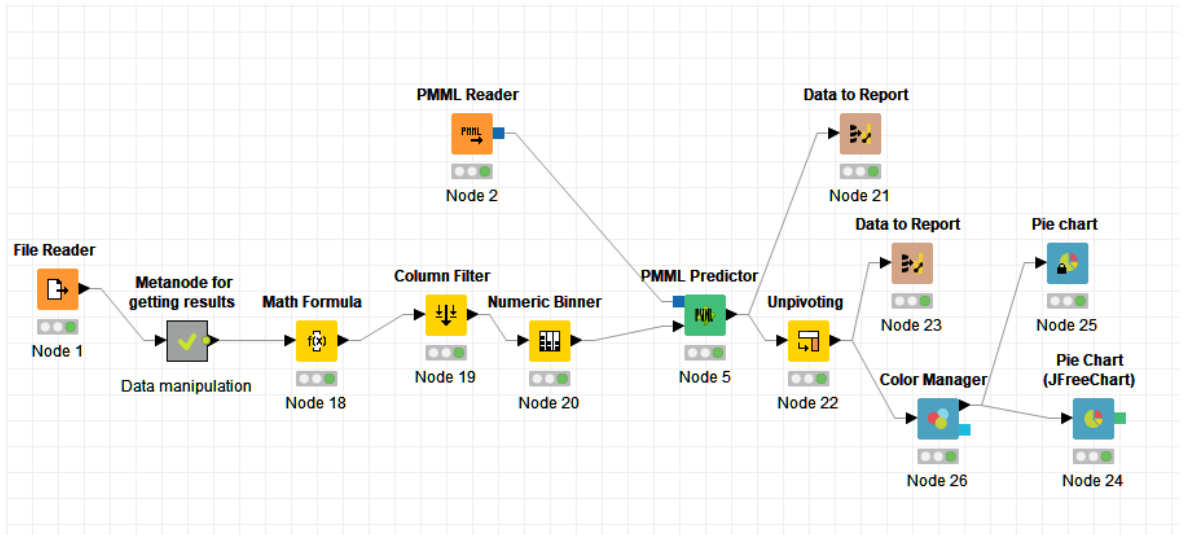 PMML Reader
PMML
Node 2
Data to Report
Node 21
File Reader
Node 1
Metanode for
getting results
Data manipulation
Math Formula
f(x)
Node 18
Column Filter
Node 19
Numeric Binner
Node 20
PMML Predictor
PMML
Node 5
Unpivoting
Node 22
Data to Report
Node 23
Pie chart
Node 25
Color Manager
Node 26
Pie Chart
(JFreeChart)
Node 24